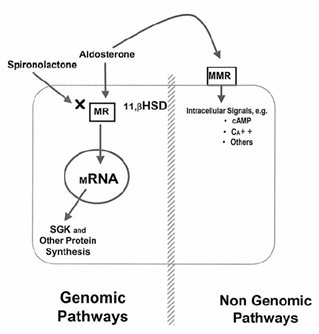 Aldosterone
Spironolactone
MMR
X
MR
11,βHSD
Intracellular Signals, e.g.
• cAMP
• CA++
• Others
mRNA
SGK and
Other Protein
Synthesis
Genomic
Pathways
Non Genomic
Pathways